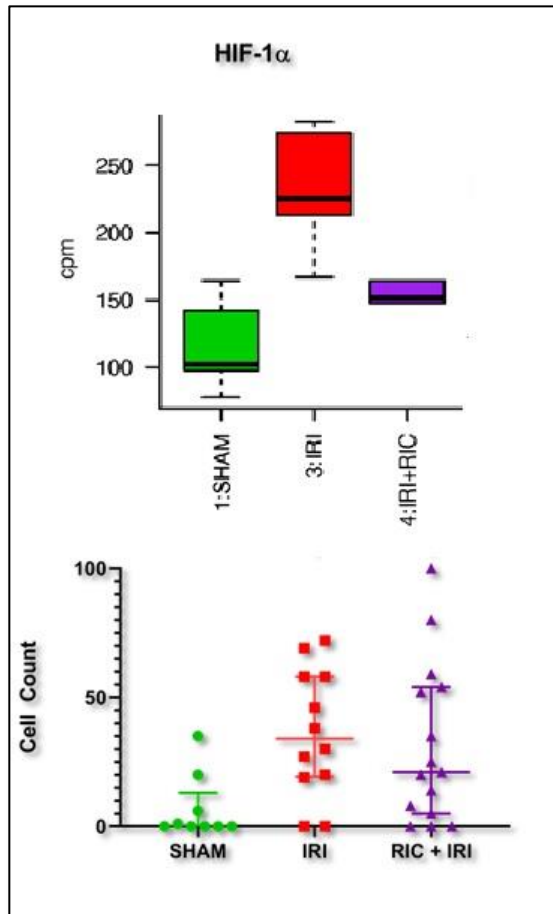 HIF-1α
250
200
150
100
cpm
1:SHAM
3:IRI
4:IRI+RIC
100
50
0
Cell Count
SHAM
IRI
RIC + IRI